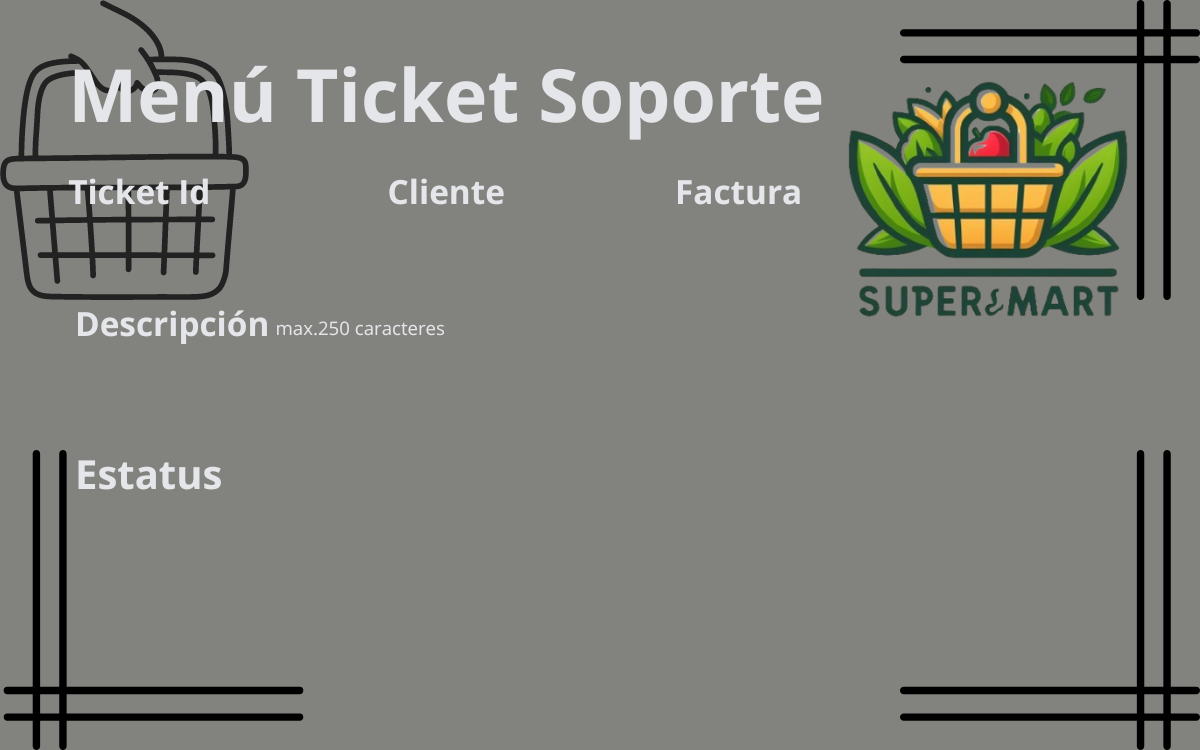 Menú Ticket Soporte
Ticket Id Cliente Factura
Descripción max.250 caracteres
SUPER&MART
Estatus